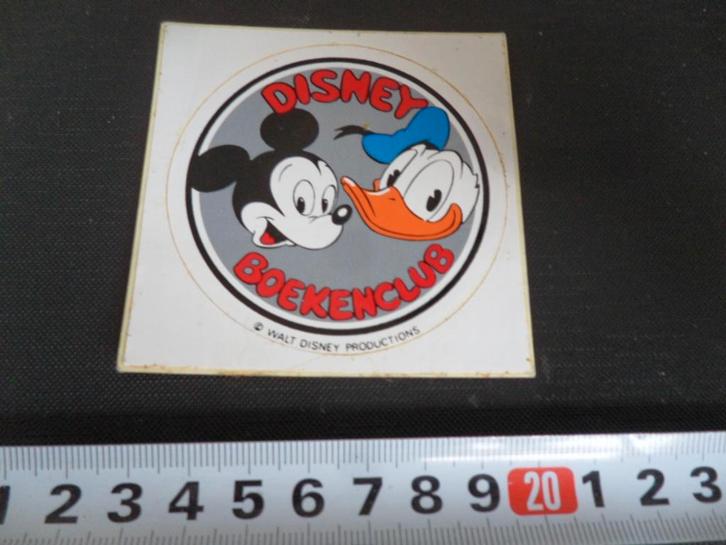 DISNEY
BOEKENCLUB
© WALT DISNEY PRODUCTIONS
1 2 3 4 5 6 7 8 9 20 1 2 3